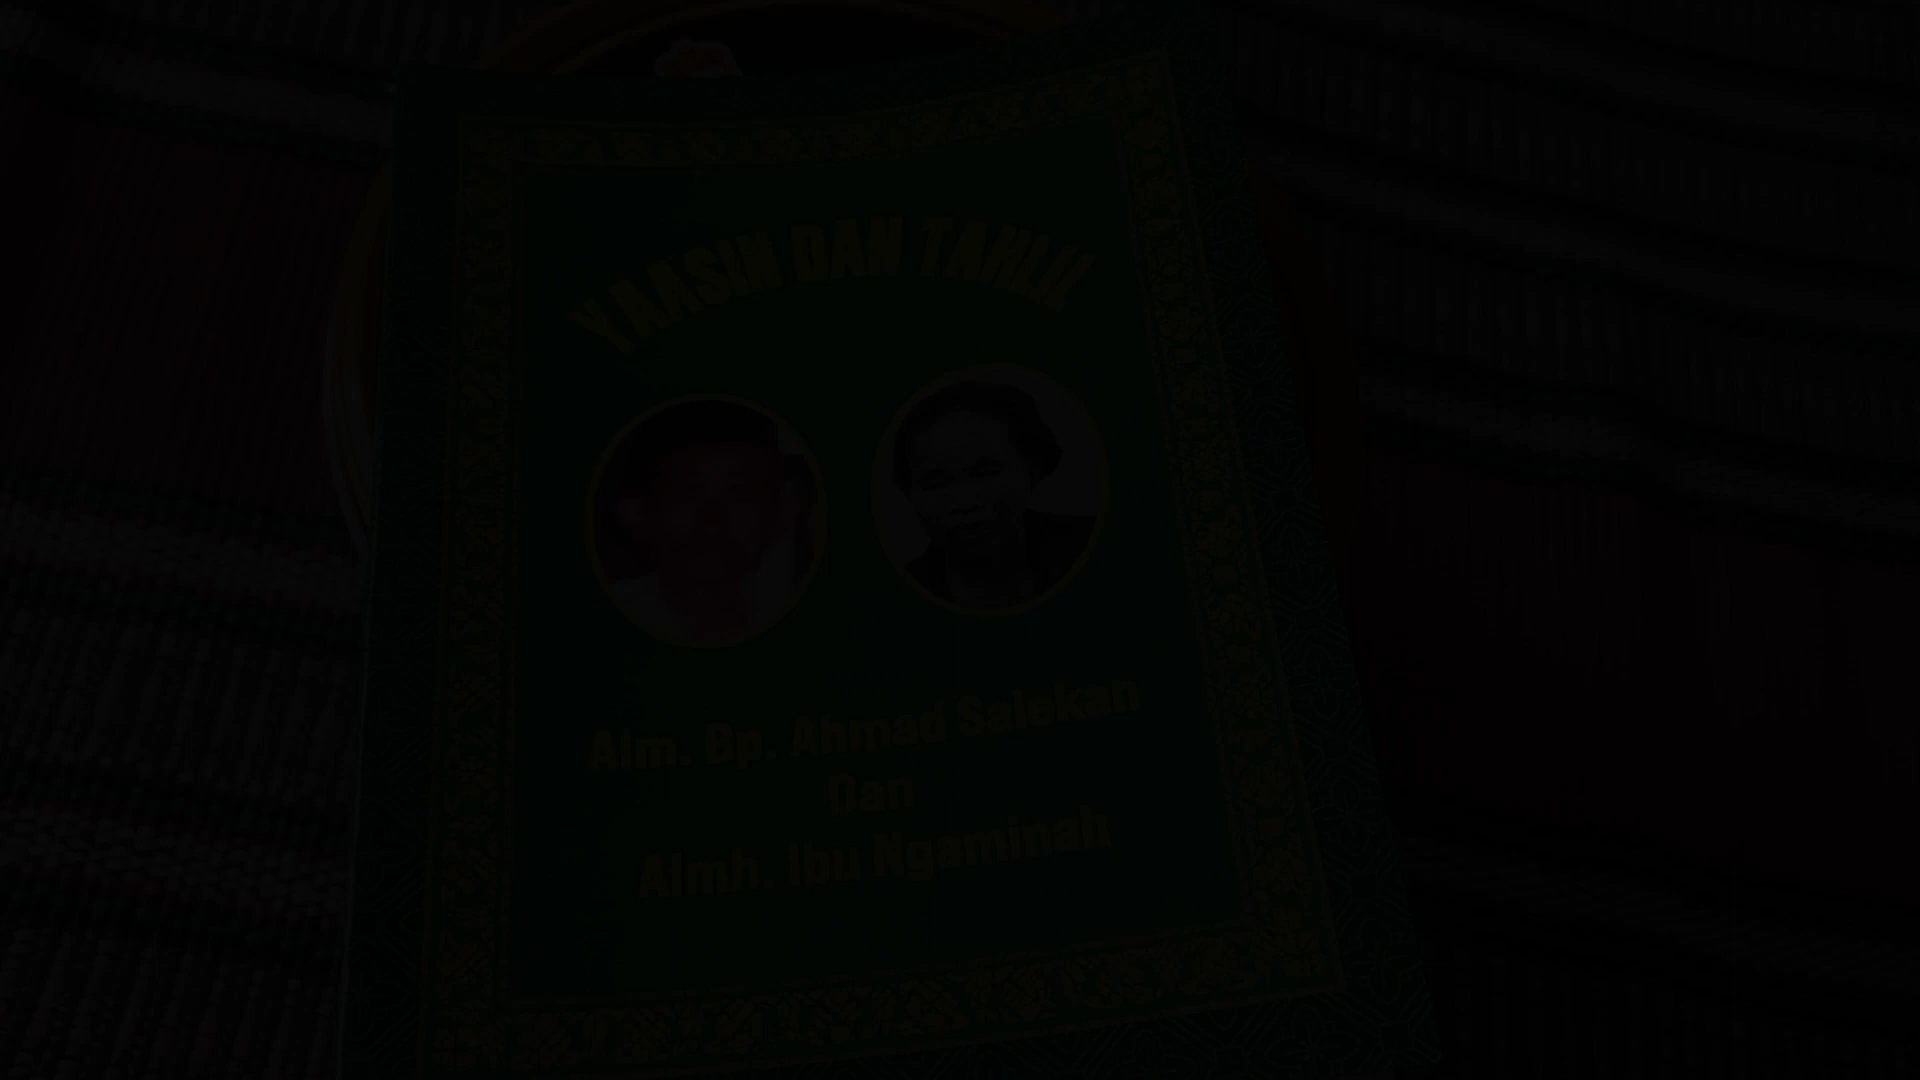 YAASIN DAN TAHLIL
Alm. Bp. Ahmad Salekan
Dan
Almh. Ibu Ngaminah